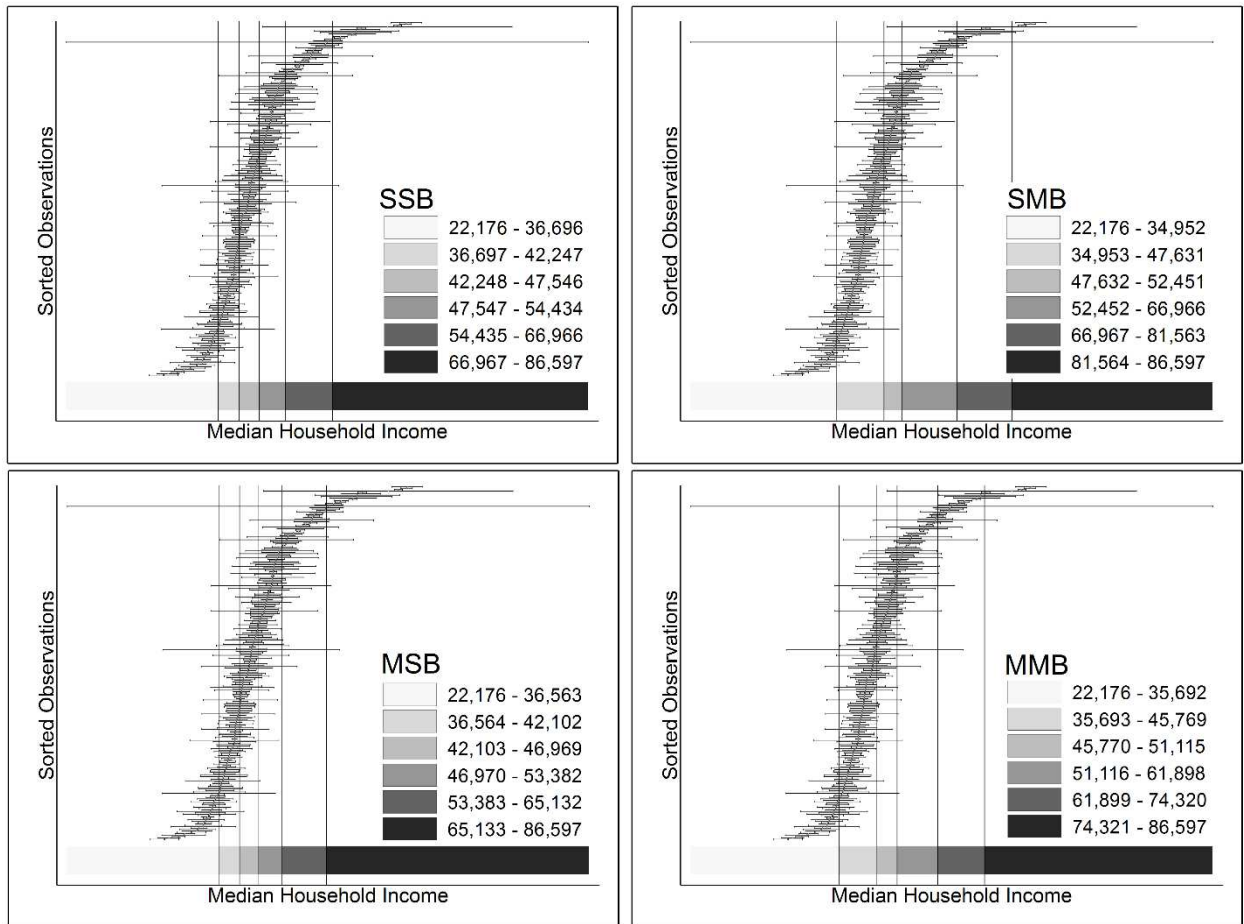 Sorted Observations
SSB
22,176 - 36,696
36,697 - 42,247
42,248 - 47,546
47,547 - 54,434
54,435 - 66,966
66,967 - 86,597
Median Household Income
Sorted Observations
SMB
22,176 - 34,952
34,953 - 47,631
47,632 - 52,451
52,452 - 66,966
66,967 - 81,563
81,564 - 86,597
Median Household Income
Sorted Observations
MSB
22,176 - 36,563
36,564 - 42,102
42,103 - 46,969
46,970 - 53,382
53,383 - 65,132
65,133 - 86,597
Median Household Income
Sorted Observations
MMB
22,176 - 35,692
35,693 - 45,769
45,770 - 51,115
51,116 - 61,898
61,899 - 74,320
74,321 - 86,597
Median Household Income